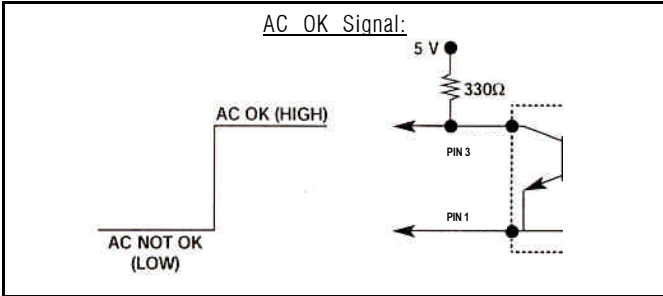 AC OK Signal:
5 V
330Ω
AC OK (HIGH)
PIN 3
PIN 1
AC NOT OK
(LOW)